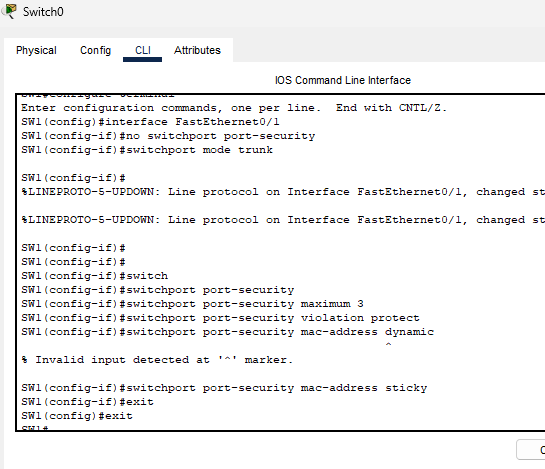 Switch0
Physical Config CLI Attributes
IOS Command Line Interface
SW1#configure terminal
Enter configuration commands, one per line.  End with CNTL/Z.
SW1(config)#interface FastEthernet0/1
SW1(config-if)#no switchport port-security
SW1(config-if)#switchport mode trunk
SW1(config-if)#
%LINEPROTO-5-UPDOWN: Line protocol on Interface FastEthernet0/1, changed st
%LINEPROTO-5-UPDOWN: Line protocol on Interface FastEthernet0/1, changed st
SW1(config-if)#
SW1(config-if)#
SW1(config-if)#switch
SW1(config-if)#switchport port-security
SW1(config-if)#switchport port-security maximum 3
SW1(config-if)#switchport port-security violation protect
SW1(config-if)#switchport port-security mac-address dynamic
^
% Invalid input detected at '^' marker.
SW1(config-if)#switchport port-security mac-address sticky
SW1(config-if)#exit
SW1(config)#exit
SW1#